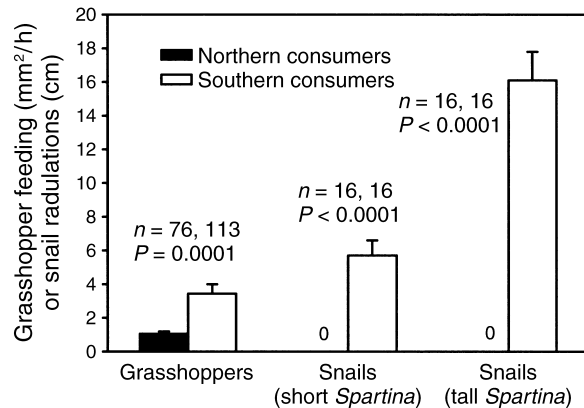 Grasshopper feeding (mm²/h)
or snail radulations (cm)
20
18
16
14
12
10
8
6
4
2
0
Northern consumers
Southern consumers
n = 76, 113
P = 0.0001
n = 16, 16
P < 0.0001
n = 16, 16
P < 0.0001
0
0
Grasshoppers
Snails
(short Spartina)
Snails
(tall Spartina)